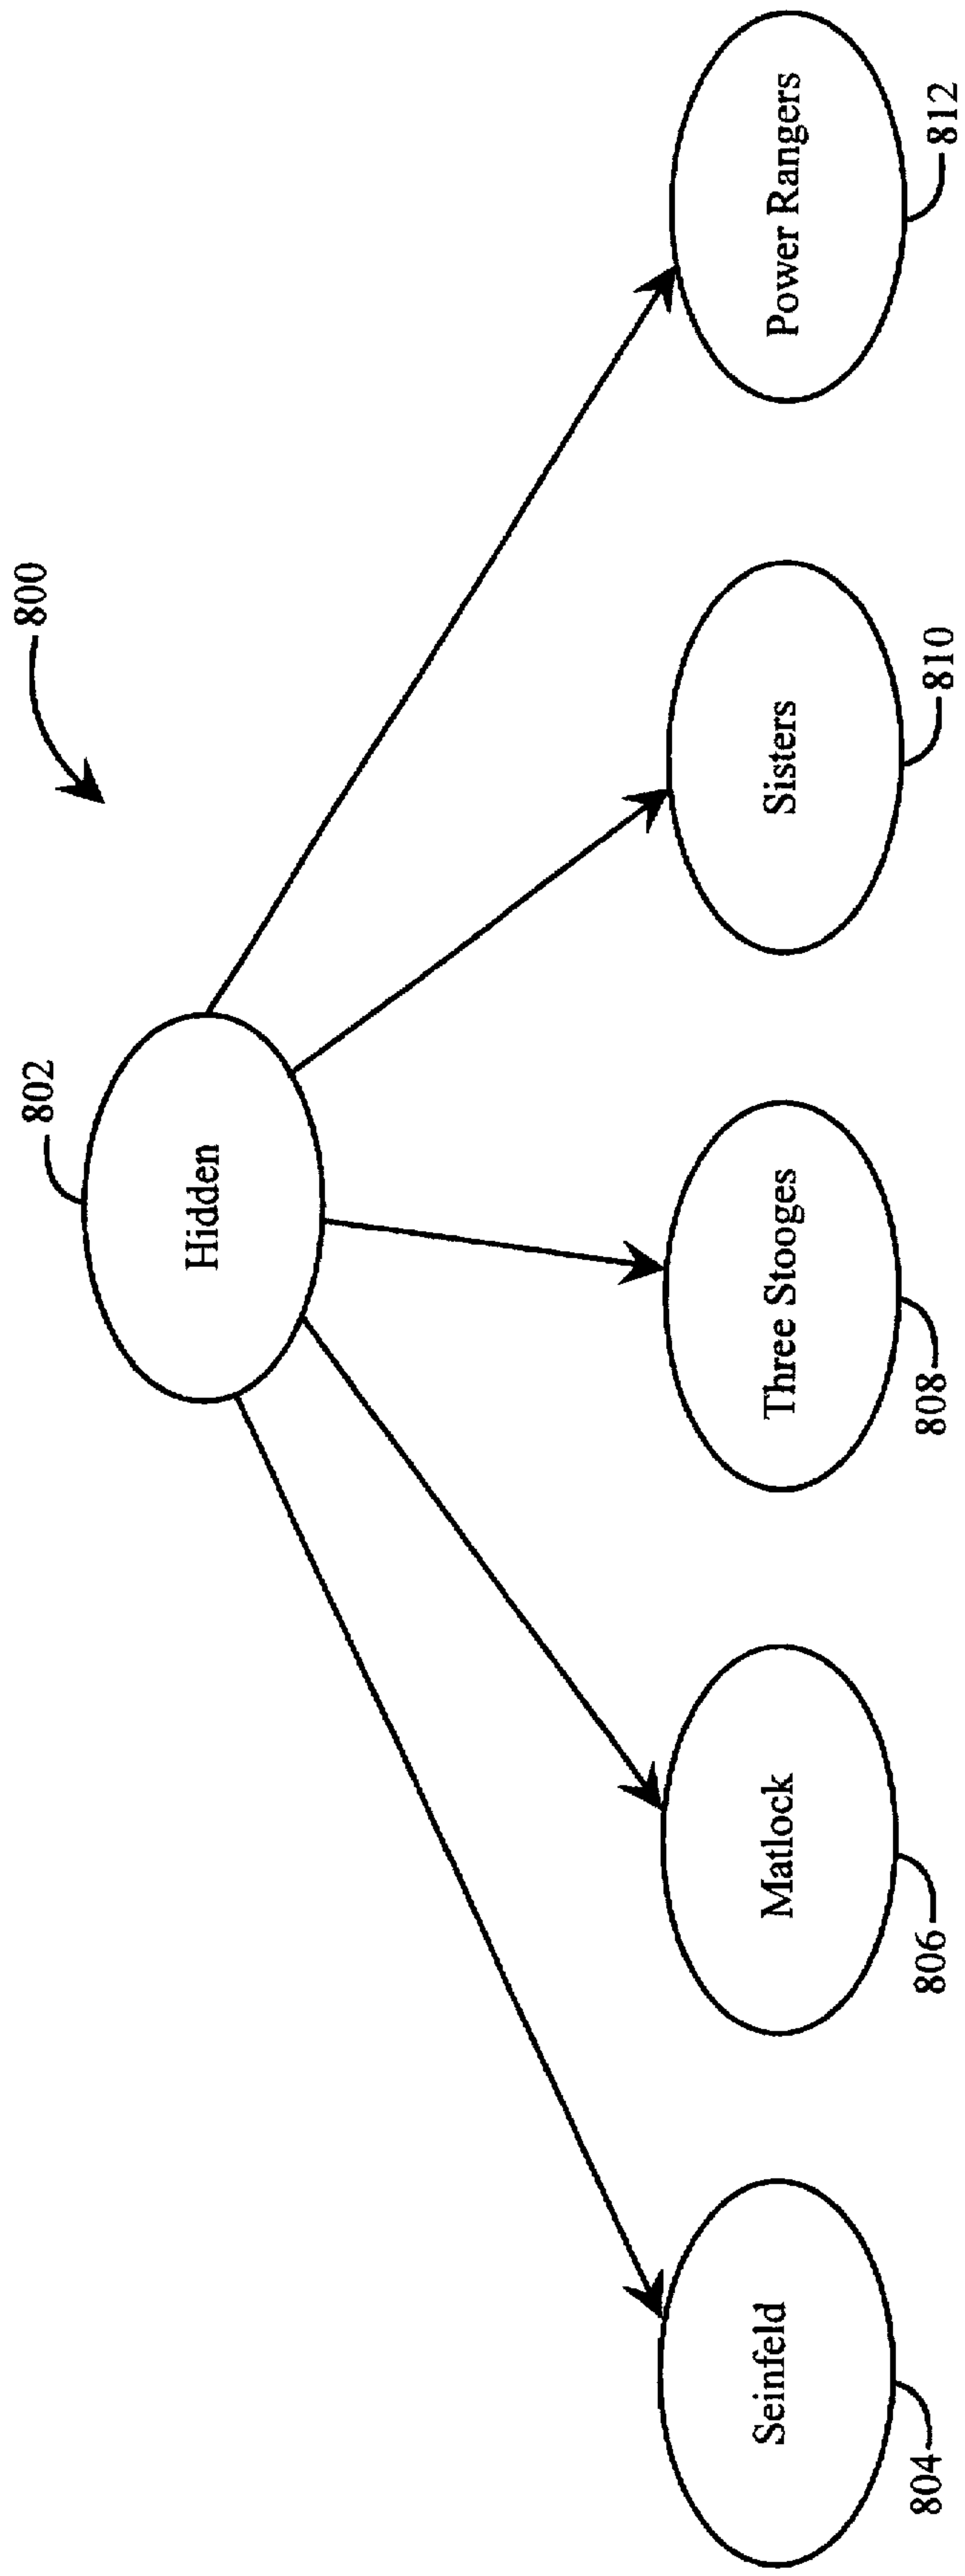 800
802
Hidden
Seinfeld
Matlock
Three Stooges
Sisters
Power Rangers
804
806
808
810
812